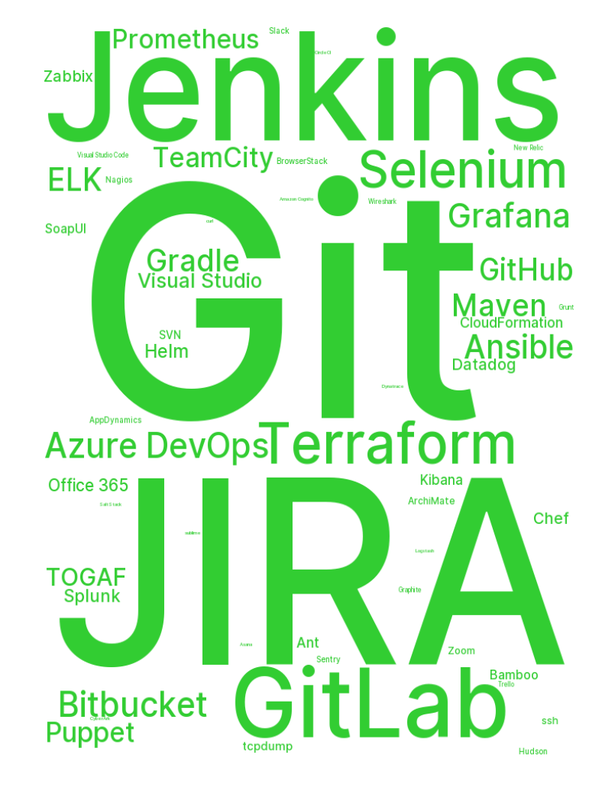 Prometheus
Slack
Jenkins
Zabbix
Visual Studio Code
TeamCity
BrowserStack
New Relic
Selenium
ELK
Nagios
Wireshark
Git
Grafana
SoapUI
Gradle
GitHub
Visual Studio
Maven
Grunt
CloudFormation
SVN
Ansible
Helm
Datadog
Dynatrace
AppDynamics
Azure DevOps
Terraform
Office 365
Kibana
JIRA
ArchiMate
Chef
TOGAF
Graphite
Splunk
Ant
Zoom
Sentry
Bamboo
GitLab
Trello
Bitbucket
ssh
Puppet
tcpdump
Hudson